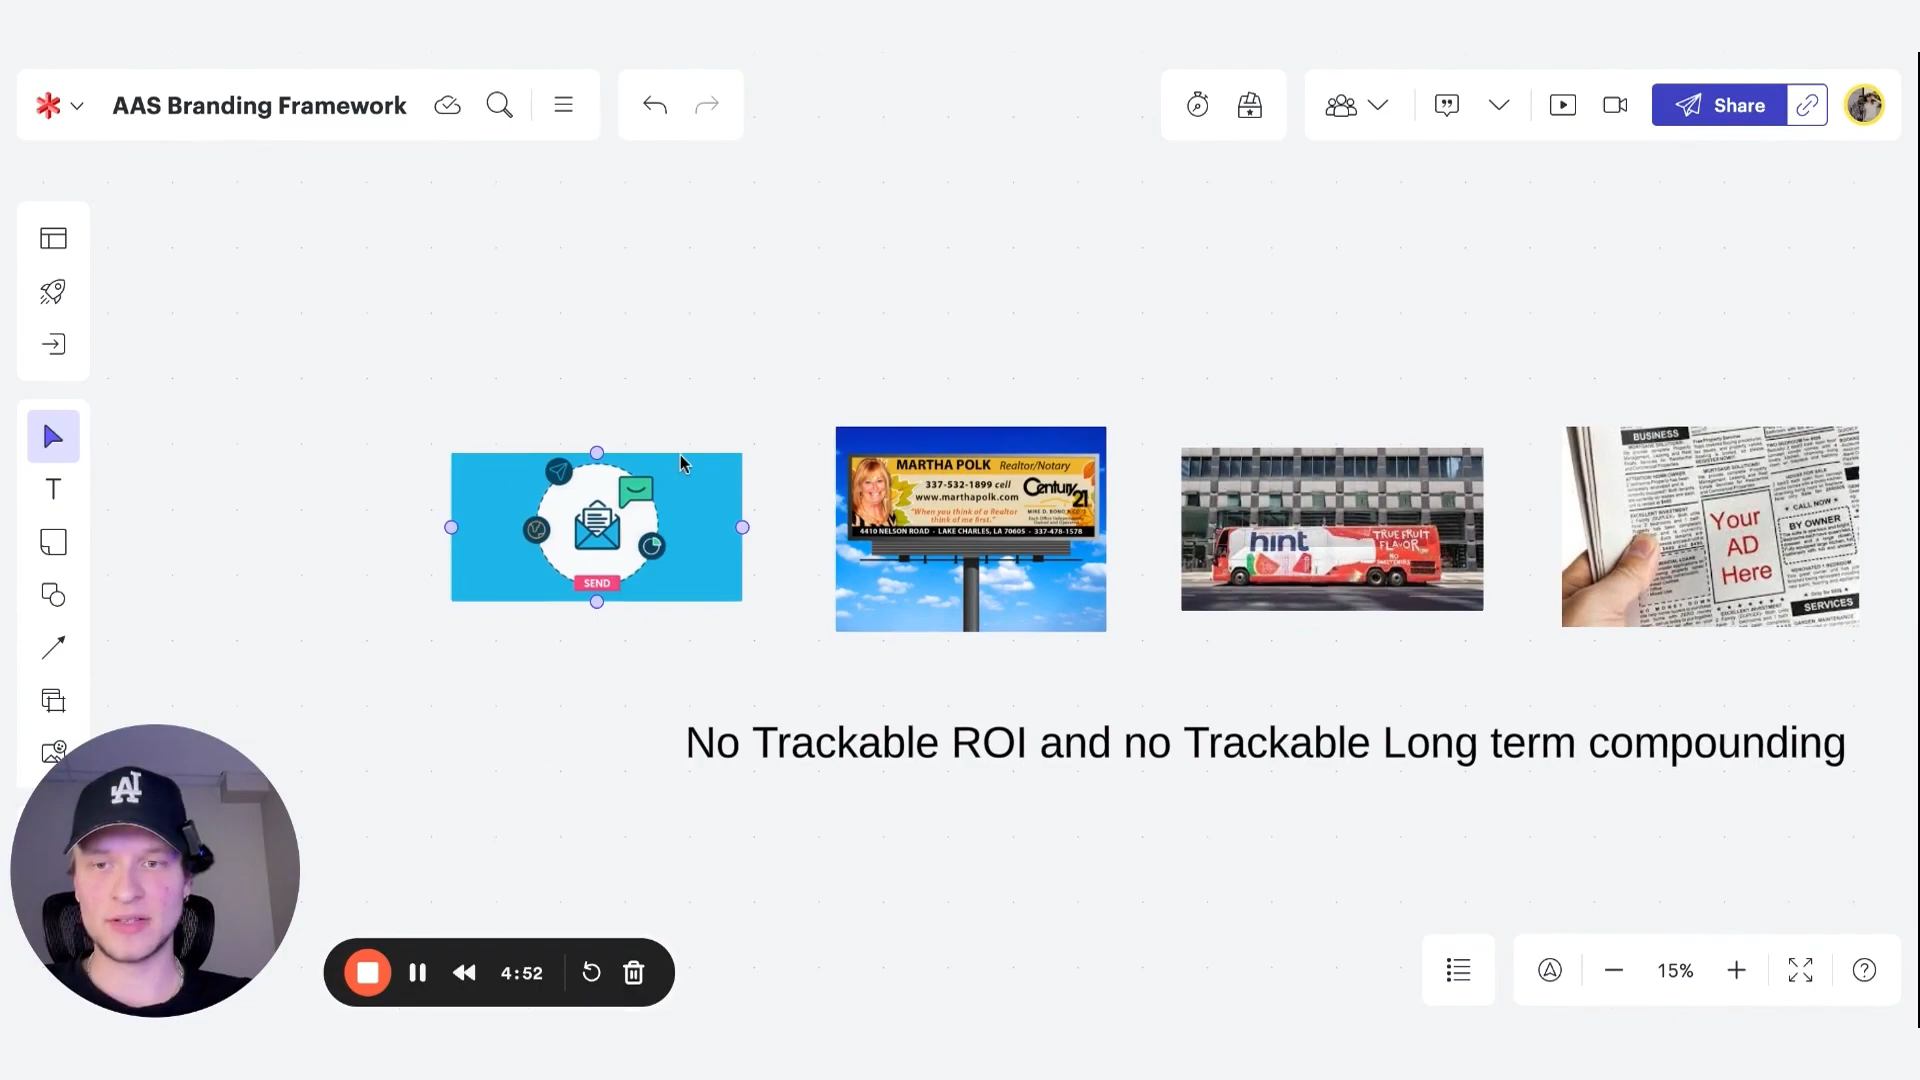 AAS Branding Framework
Share
T
SEND
MARTHA POLK Realtor/Notary
337-532-1899 cell
www.marthapolk.com
Century 21
"When you think of a Realtor
think of me first."
4410 NELSON ROAD - LAKE CHARLES, LA 70605 - 337-478-1578
hint
TRUE FRUIT
FLAVOR
NO
BUSINESS
Your
AD
Here
CALL NOW
BY OWNER
SERVICES
No Trackable ROI and no Trackable Long term compounding
4:52
15%